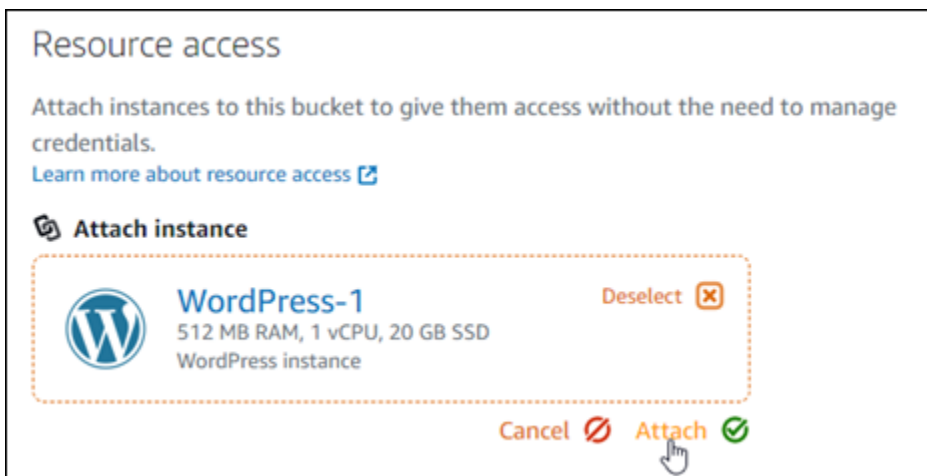 Resource access
Attach instances to this bucket to give them access without the need to manage
credentials.
Learn more about resource access
Attach instance
WordPress-1
Deselect
512 MB RAM, 1 vCPU, 20 GB SSD
WordPress instance
Cancel Attach